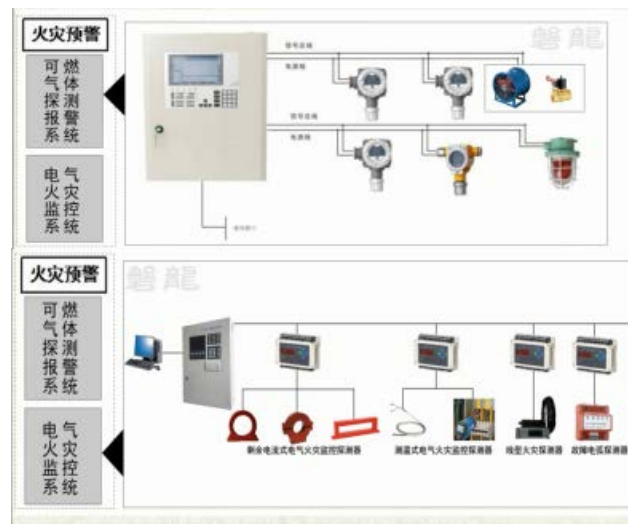 火灾预警
可燃
气体
探测
报警
系统
电气
火灾
监控
系统
磐龍
信号总线
电源线
信号总线
电源线
火灾预警
可燃
气体
探测
报警
系统
电气
火灾
监控
系统
磐龍
剩余电流式电气火灾监控探测器
测温式电气火灾监控探测器
线型火灾探测器
故障电弧探测器